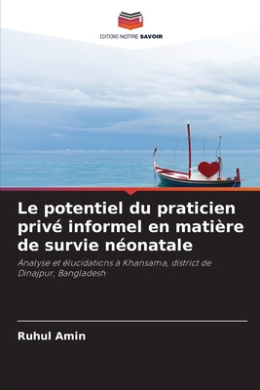 EDITIONS NOTRE SAVOIR
Le potentiel du praticien
privé informel en matière
de survie néonatale
Analyse et élucidations à Khansama, district de
Dinajpur, Bangladesh
Ruhul Amin